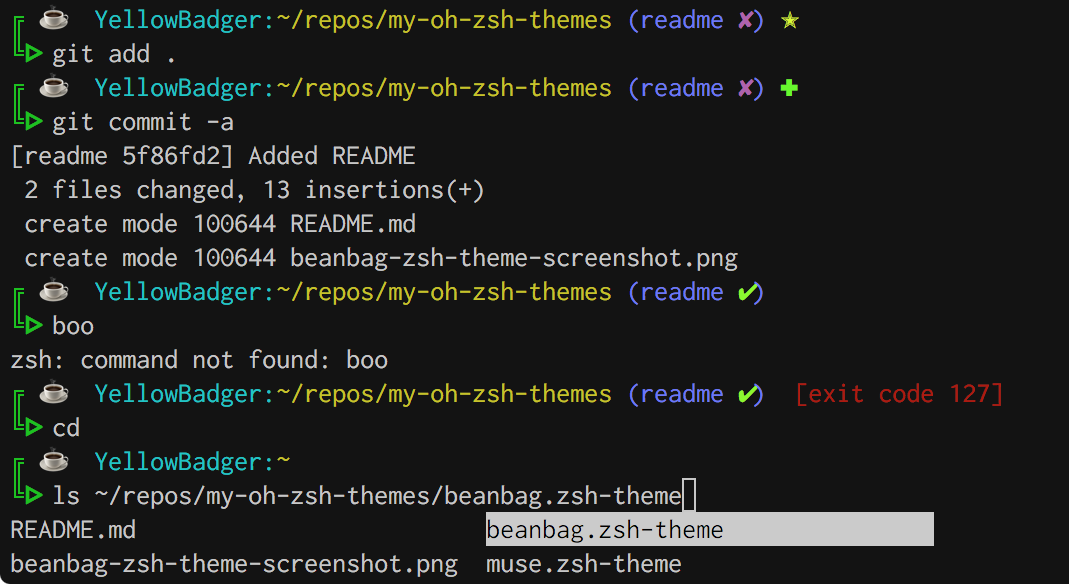 YellowBadger:~/repos/my-oh-zsh-themes (readme ✘) ★
git add .
YellowBadger:~/repos/my-oh-zsh-themes (readme ✘) ✚
git commit -a
[readme 5f86fd2] Added README
2 files changed, 13 insertions(+)
create mode 100644 README.md
create mode 100644 beanbag-zsh-theme-screenshot.png
YellowBadger:~/repos/my-oh-zsh-themes (readme ✔)
boo
zsh: command not found: boo
YellowBadger:~/repos/my-oh-zsh-themes (readme ✔) [exit code 127]
cd
YellowBadger:~
ls ~/repos/my-oh-zsh-themes/beanbag.zsh-theme
README.md beanbag.zsh-theme
beanbag-zsh-theme-screenshot.png muse.zsh-theme